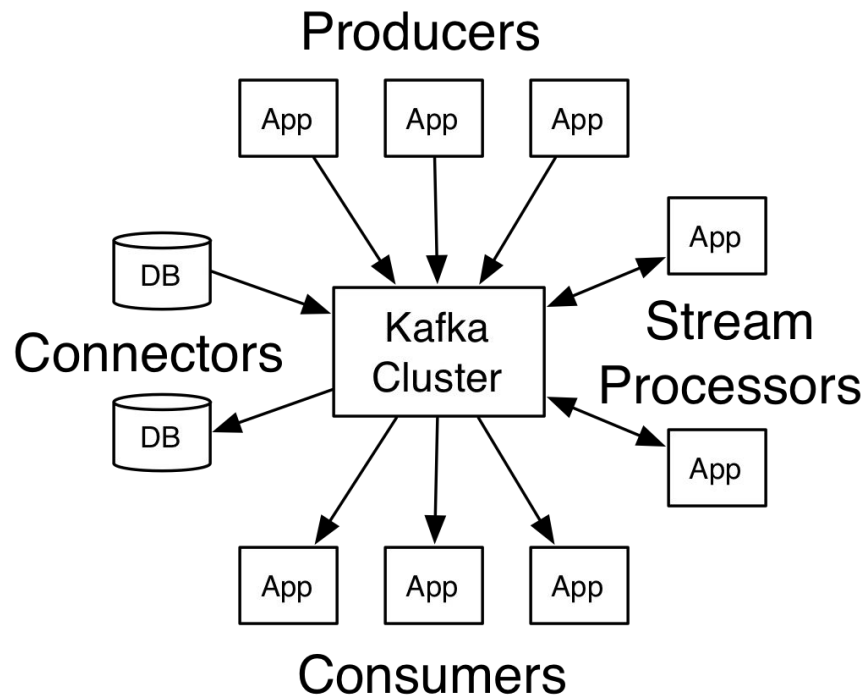 Producers
App
App
App
App
DB
Kafka
Cluster
Stream
Processors
Connectors
DB
App
App
App
App
Consumers